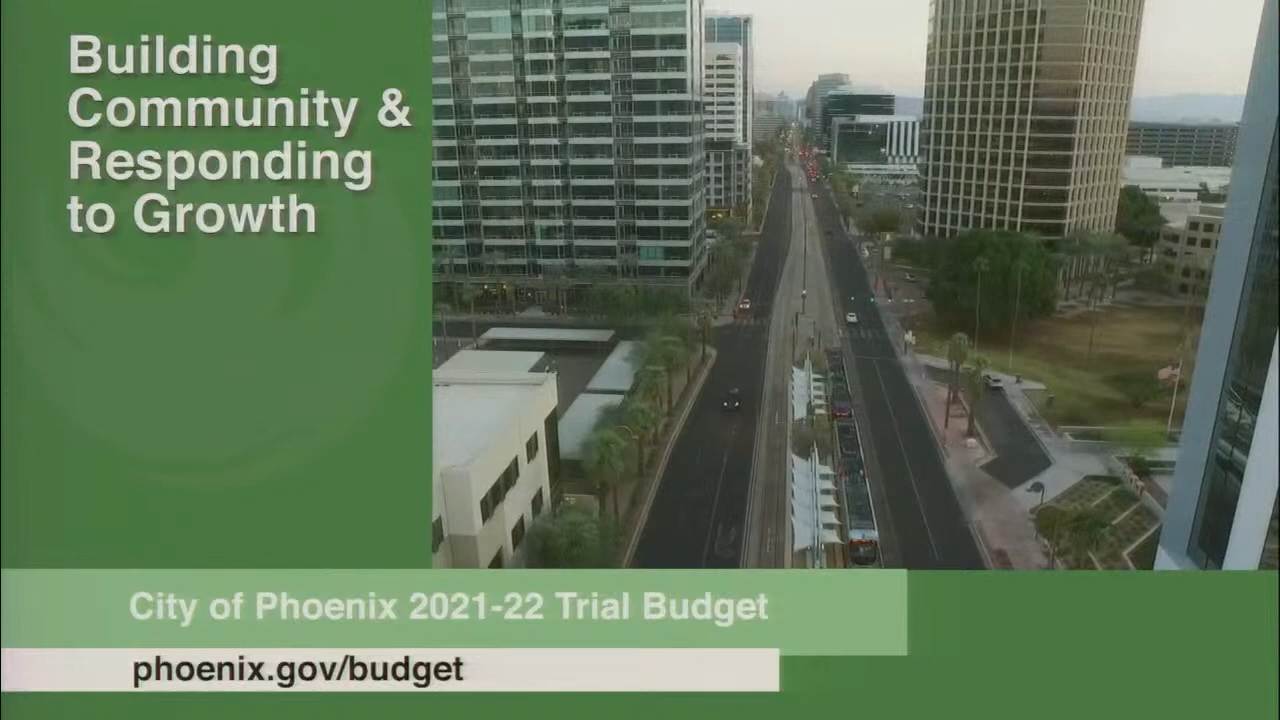 Building
Community &
Responding
to Growth
City of Phoenix 2021-22 Trial Budget
phoenix.gov/budget